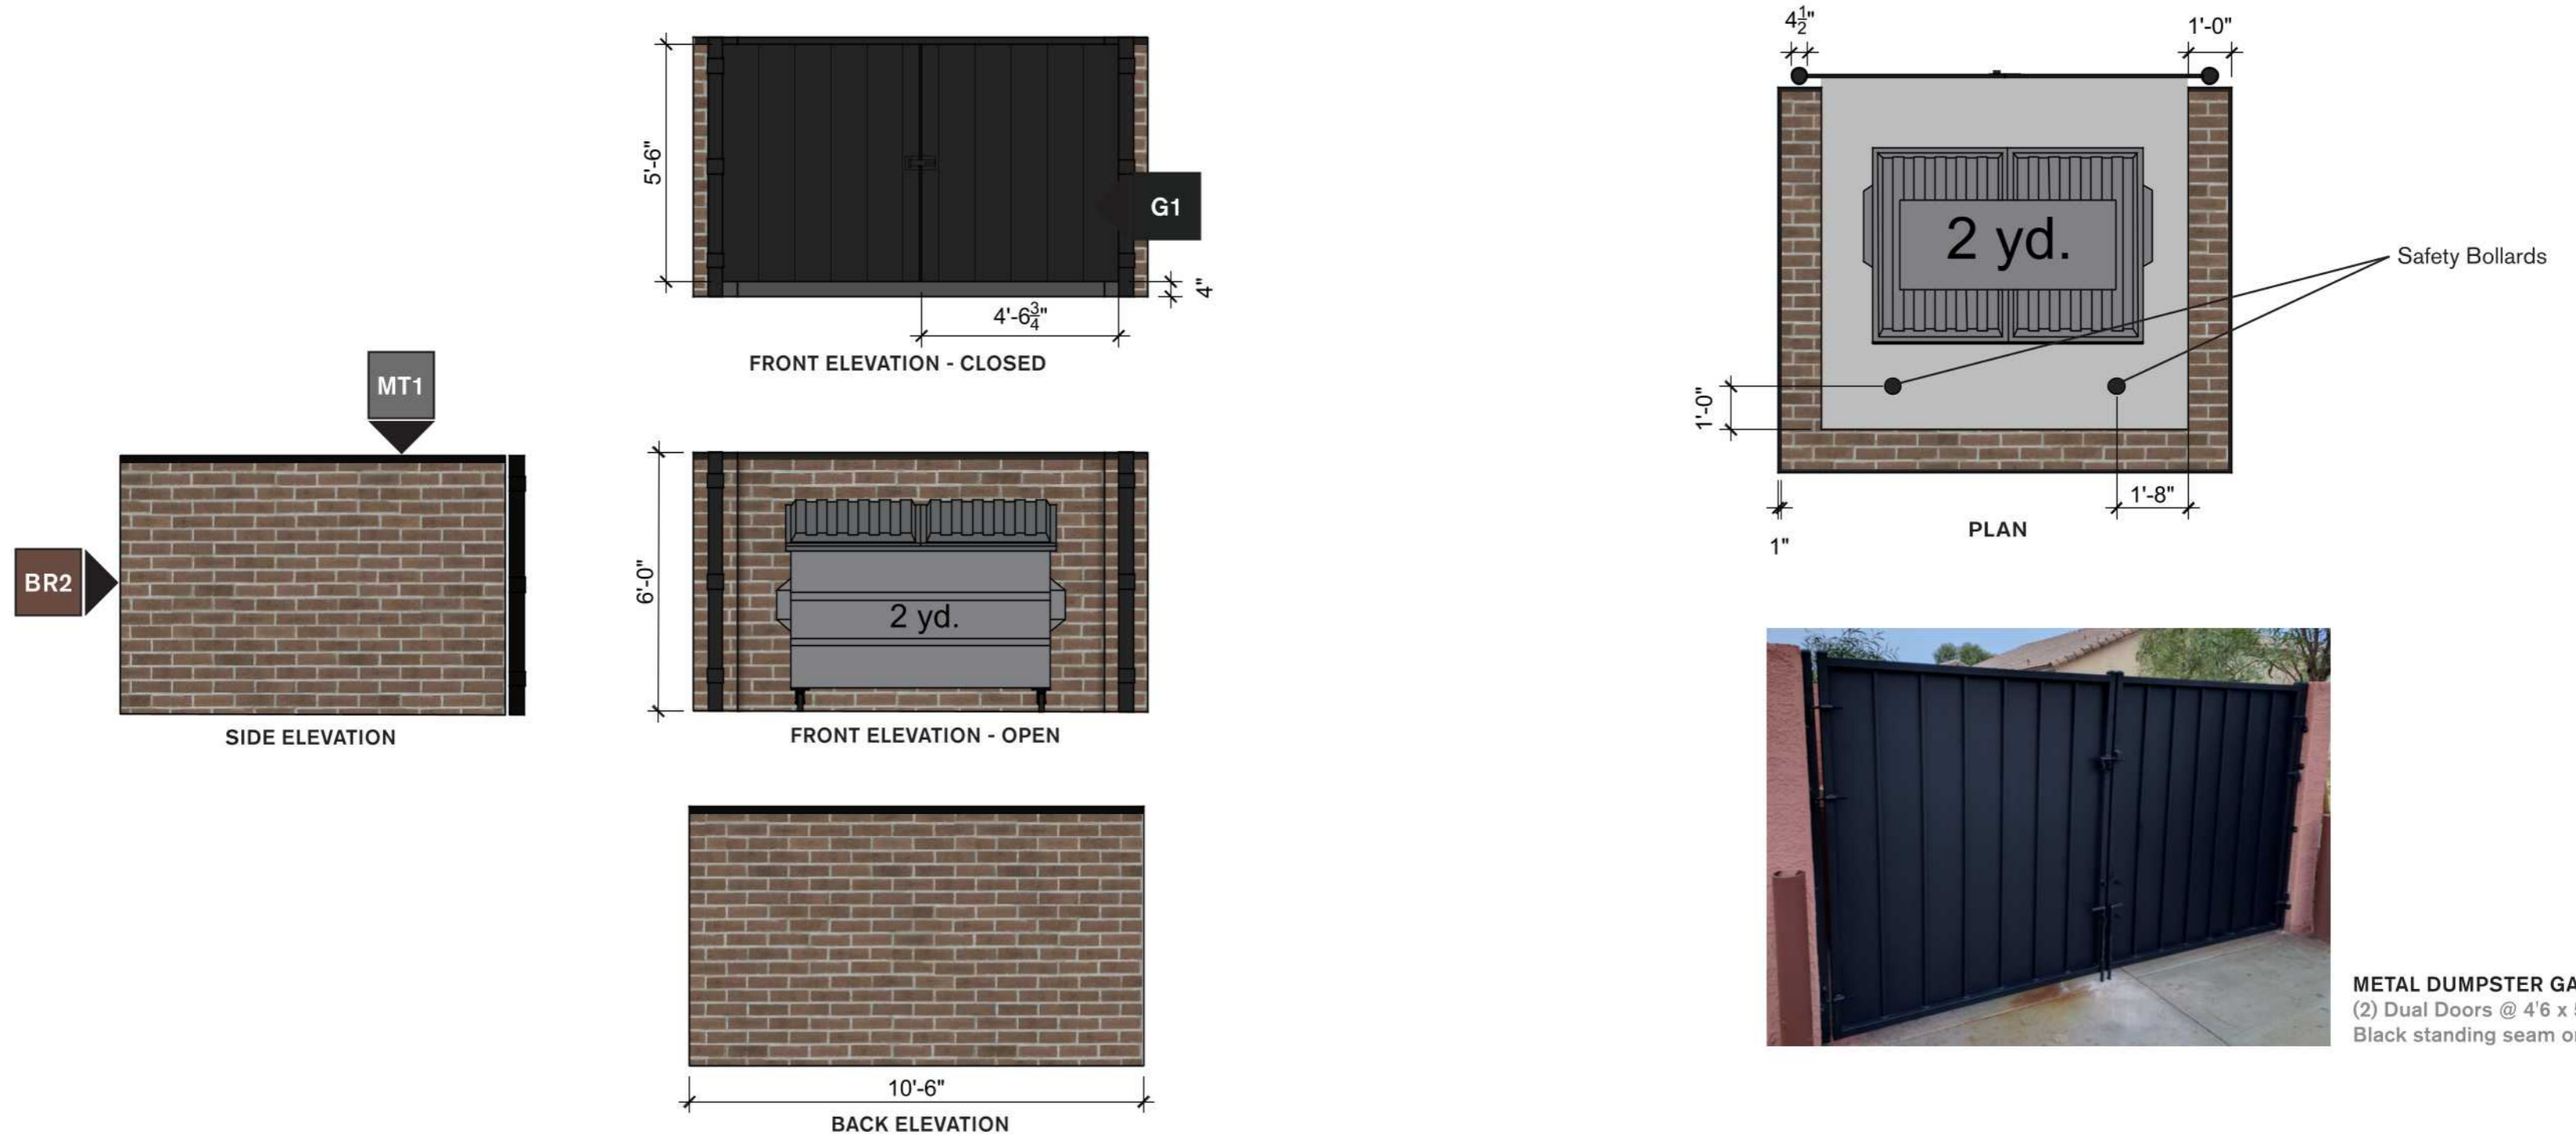 5'-6"
G1
4"
4'-6¾"
FRONT ELEVATION - CLOSED
MT1
BR2
SIDE ELEVATION
6'-0"
2 yd.
FRONT ELEVATION - OPEN
10'-6"
BACK ELEVATION
4½"
1'-0"
2 yd.
Safety Bollards
1'-0"
1'-8"
1"
PLAN
METAL DUMPSTER
(2) Dual Doors @ 4'6 x
Black standing seam